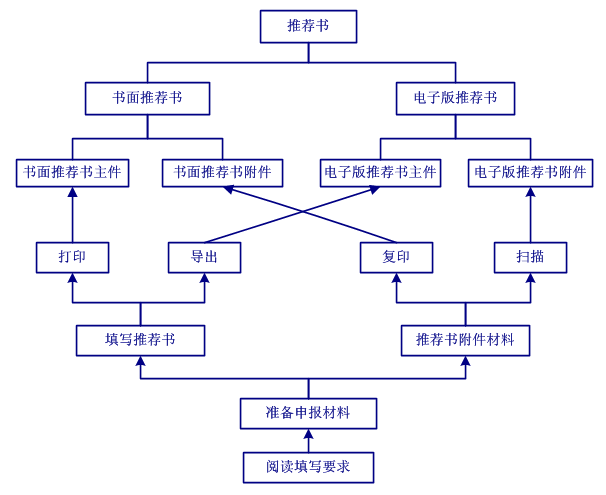 推荐书
书面推荐书
电子版推荐书
书面推荐书主件
书面推荐书附件
电子版推荐书主件
电子版推荐书附件
打印
导出
复印
扫描
填写推荐书
推荐书附件材料
准备申报材料
阅读填写要求